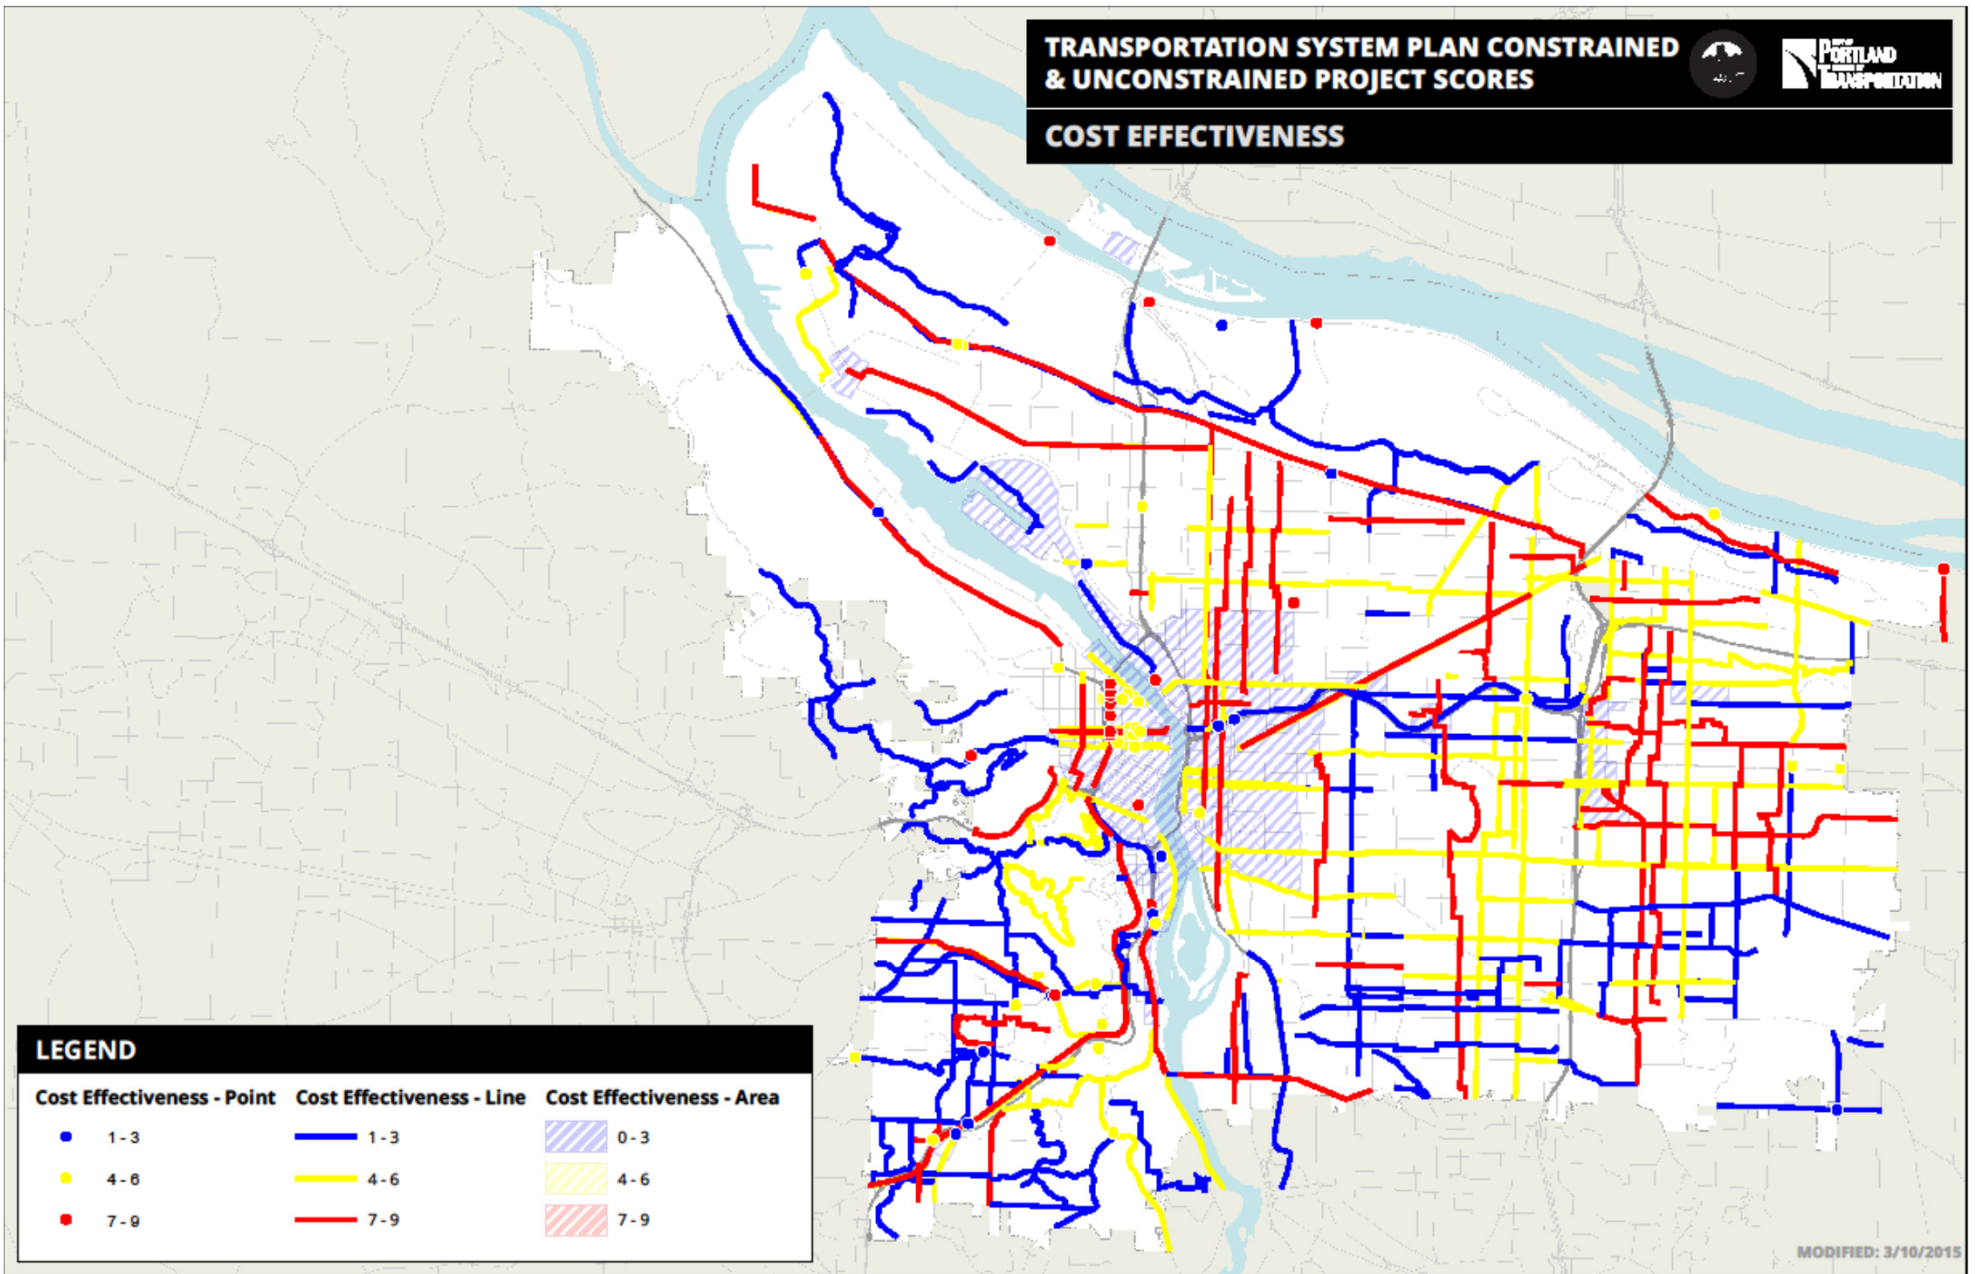 TRANSPORTATION SYSTEM PLAN CONSTRAINED
& UNCONSTRAINED PROJECT SCORES
PORTLAND
TRANSPORTATION
COST EFFECTIVENESS
LEGEND
Cost Effectiveness - Point Cost Effectiveness - Line Cost Effectiveness - Area
1 - 3 1 - 3 0 - 3
4 - 6 4 - 6 4 - 6
7 - 9 7 - 9 7 - 9
MODIFIED: 3/10/2015